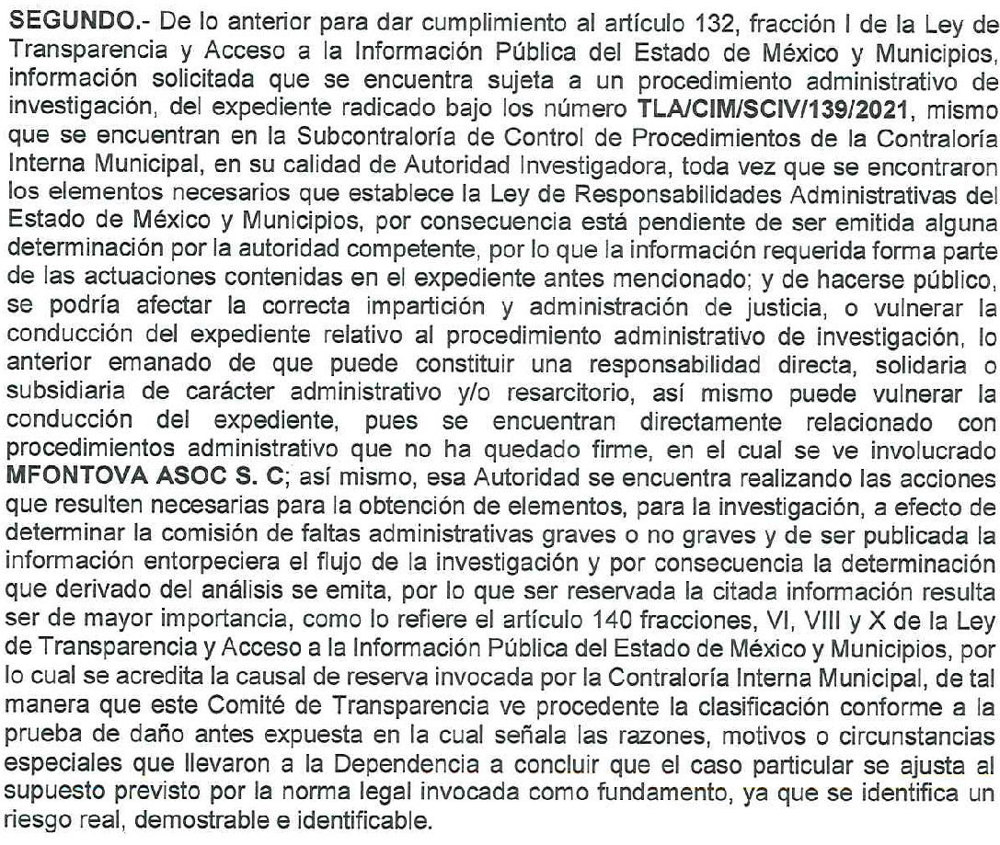 SEGUNDO.- De lo anterior para dar cumplimiento al artículo 132, fracción I de la Ley de
Transparencia y Acceso a la Información Pública del Estado de México y Municipios,
información solicitada que se encuentra sujeta a un procedimiento administrativo de
investigación, del expediente radicado bajo los número TLA/CIM/SCIV/139/2021, mismo
que se encuentran en la Subcontraloría de Control de Procedimientos de la Contraloría
Interna Municipal, en su calidad de Autoridad Investigadora, toda vez que se encontraron
los elementos necesarios que establece la Ley de Responsabilidades Administrativas del
Estado de México y Municipios, por consecuencia está pendiente de ser emitida alguna
determinación por la autoridad competente, por lo que la información requerida forma parte
de las actuaciones contenidas en el expediente antes mencionado; y de hacerse público,
se podría afectar la correcta impartición y administración de justicia, o vulnerar la
conducción del expediente relativo al procedimiento administrativo de investigación, lo
anterior emanado de que puede constituir una responsabilidad directa, solidaria o
subsidiaria de carácter administrativo y/o resarcitorio, así mismo puede vulnerar la
conducción del expediente, pues se encuentran directamente relacionado con
procedimientos administrativo que no ha quedado firme, en el cual se ve involucrado
MFONTOVA ASOC S. C; así mismo, esa Autoridad se encuentra realizando las acciones
que resulten necesarias para la obtención de elementos, para la investigación, a efecto de
determinar la comisión de faltas administrativas graves o no graves y de ser publicada la
información entorpeciera el flujo de la investigación y por consecuencia la determinación
que derivado del análisis se emita, por lo que ser reservada la citada información resulta
ser de mayor importancia, como lo refiere el artículo 140 fracciones, VI, VIII y X de la Ley
de Transparencia y Acceso a la Información Pública del Estado de México y Municipios, por
lo cual se acredita la causal de reserva invocada por la Contraloría Interna Municipal, de tal
manera que este Comité de Transparencia ve procedente la clasificación conforme a la
prueba de daño antes expuesta en la cual señala las razones, motivos o circunstancias
especiales que llevaron a la Dependencia a concluir que el caso particular se ajusta al
supuesto previsto por la norma legal invocada como fundamento, ya que se identifica un
riesgo real, demostrable e identificable.